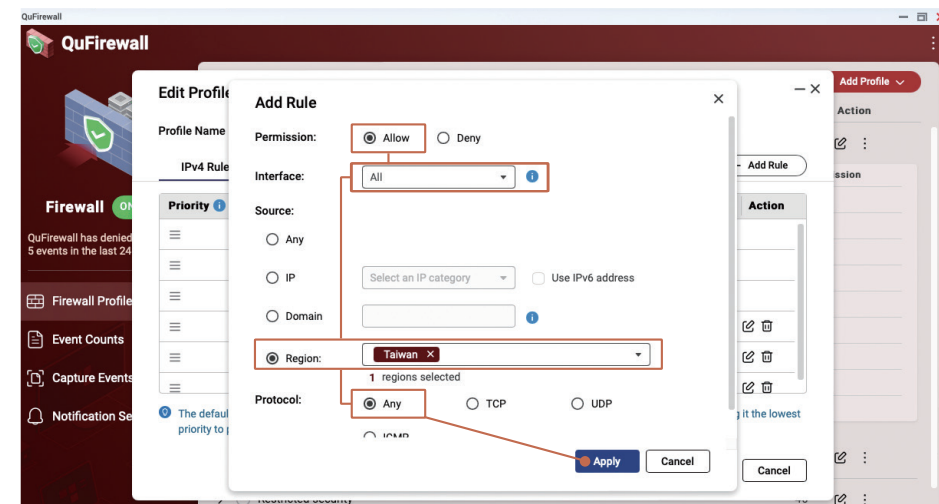 QuFirewall
QuFirewall
Add Profile
Edit Profile
Add Rule
Action
Profile Name
Permission:
Allow
Deny
IPv4 Rule
Interface:
All
Add Rule
ssion
Firewall
ON
Priority
Source:
Action
QuFirewall has denied
5 events in the last 24
Any
IP
Select an IP category
Use IPv6 address
Firewall Profile
Domain
Event Counts
Region:
Taiwan
1 regions selected
Capture Events
Protocol:
Any
TCP
UDP
Notification Se
The defaul
g it the lowest
priority to
ICMP
Apply
Cancel
Cancel
Restricted security